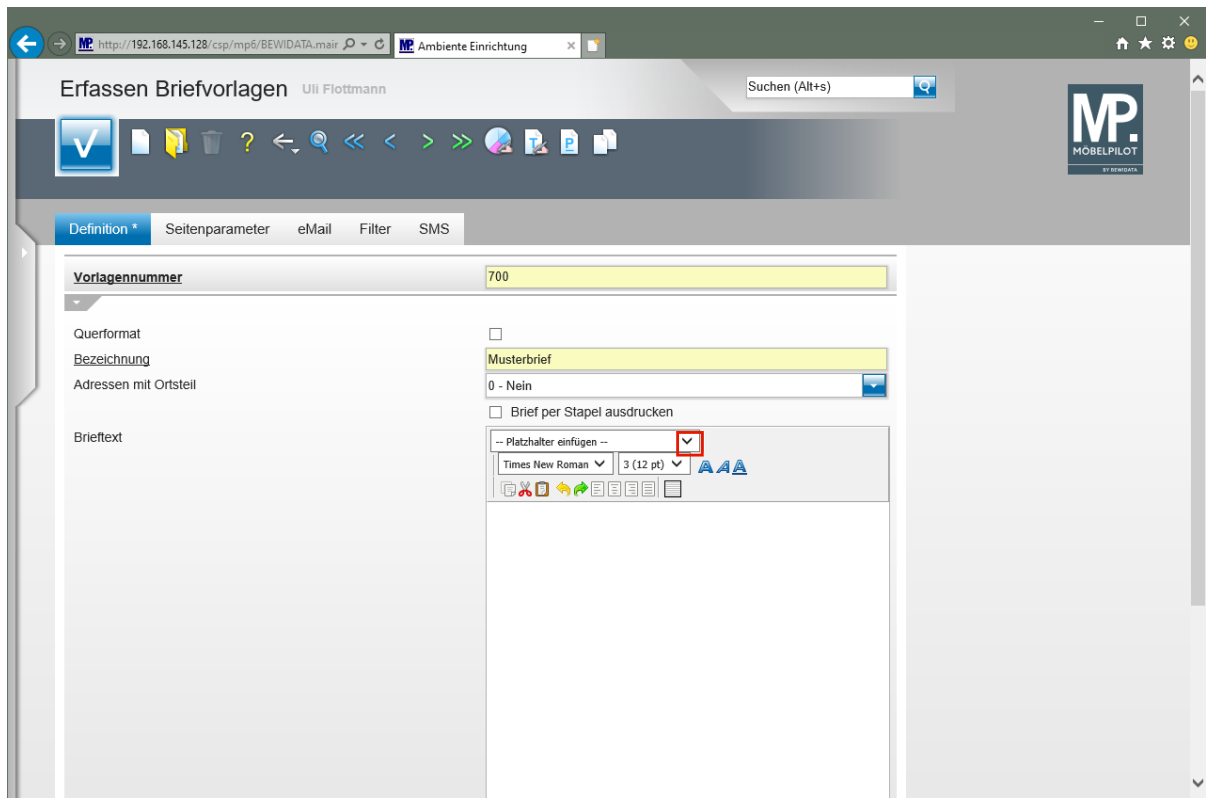 http://192.168.145.128/csp/mp6/BEWIDATA.mair
MP. Ambiente Einrichtung
Erfassen Briefvorlagen Uli Flottmann
Suchen (Alt+s)
MP.
MÖBELPILOT
BY BEWIDATA
Definition * Seitenparameter eMail Filter SMS
Vorlagennummer 700
Querformat
Bezeichnung Musterbrief
Adressen mit Ortsteil 0 - Nein
Brief per Stapel ausdrucken
Brieftext -- Platzhalter einfügen --
Times New Roman 3 (12 pt) A A A